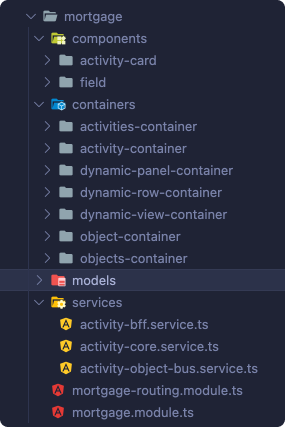 mortgage
components
activity-card
field
containers
activities-container
activity-container
dynamic-panel-container
dynamic-row-container
dynamic-view-container
object-container
objects-container
models
services
activity-bff.service.ts
activity-core.service.ts
activity-object-bus.service.ts
mortgage-routing.module.ts
mortgage.module.ts